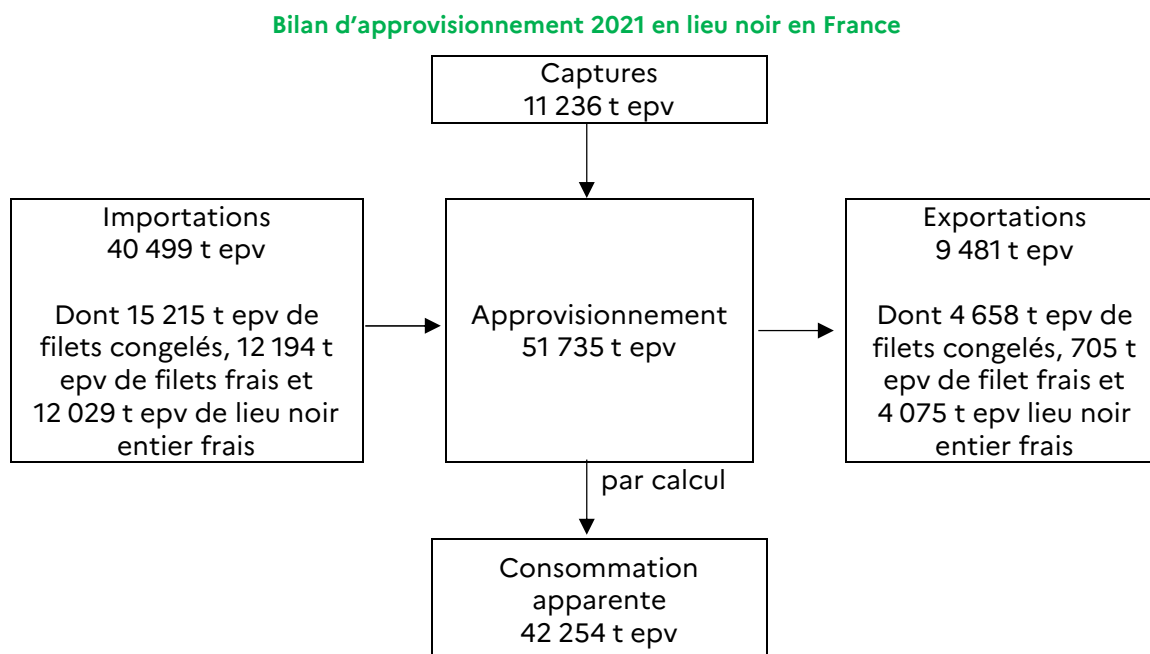 Bilan d'approvisionnement 2021 en lieu noir en France
Captures
11 236 t epv
Importations
40 499 t epv
Dont 15 215 t epv de
filets congelés, 12 194 t
epv de filets frais et
12 029 t epv de lieu noir
entier frais
Approvisionnement
51 735 t epv
Exportations
9 481 t epv
Dont 4 658 t epv de
filets congelés, 705 t
epv de filet frais et
4 075 t epv lieu noir
entier frais
par calcul
Consommation
apparente
42 254 t epv